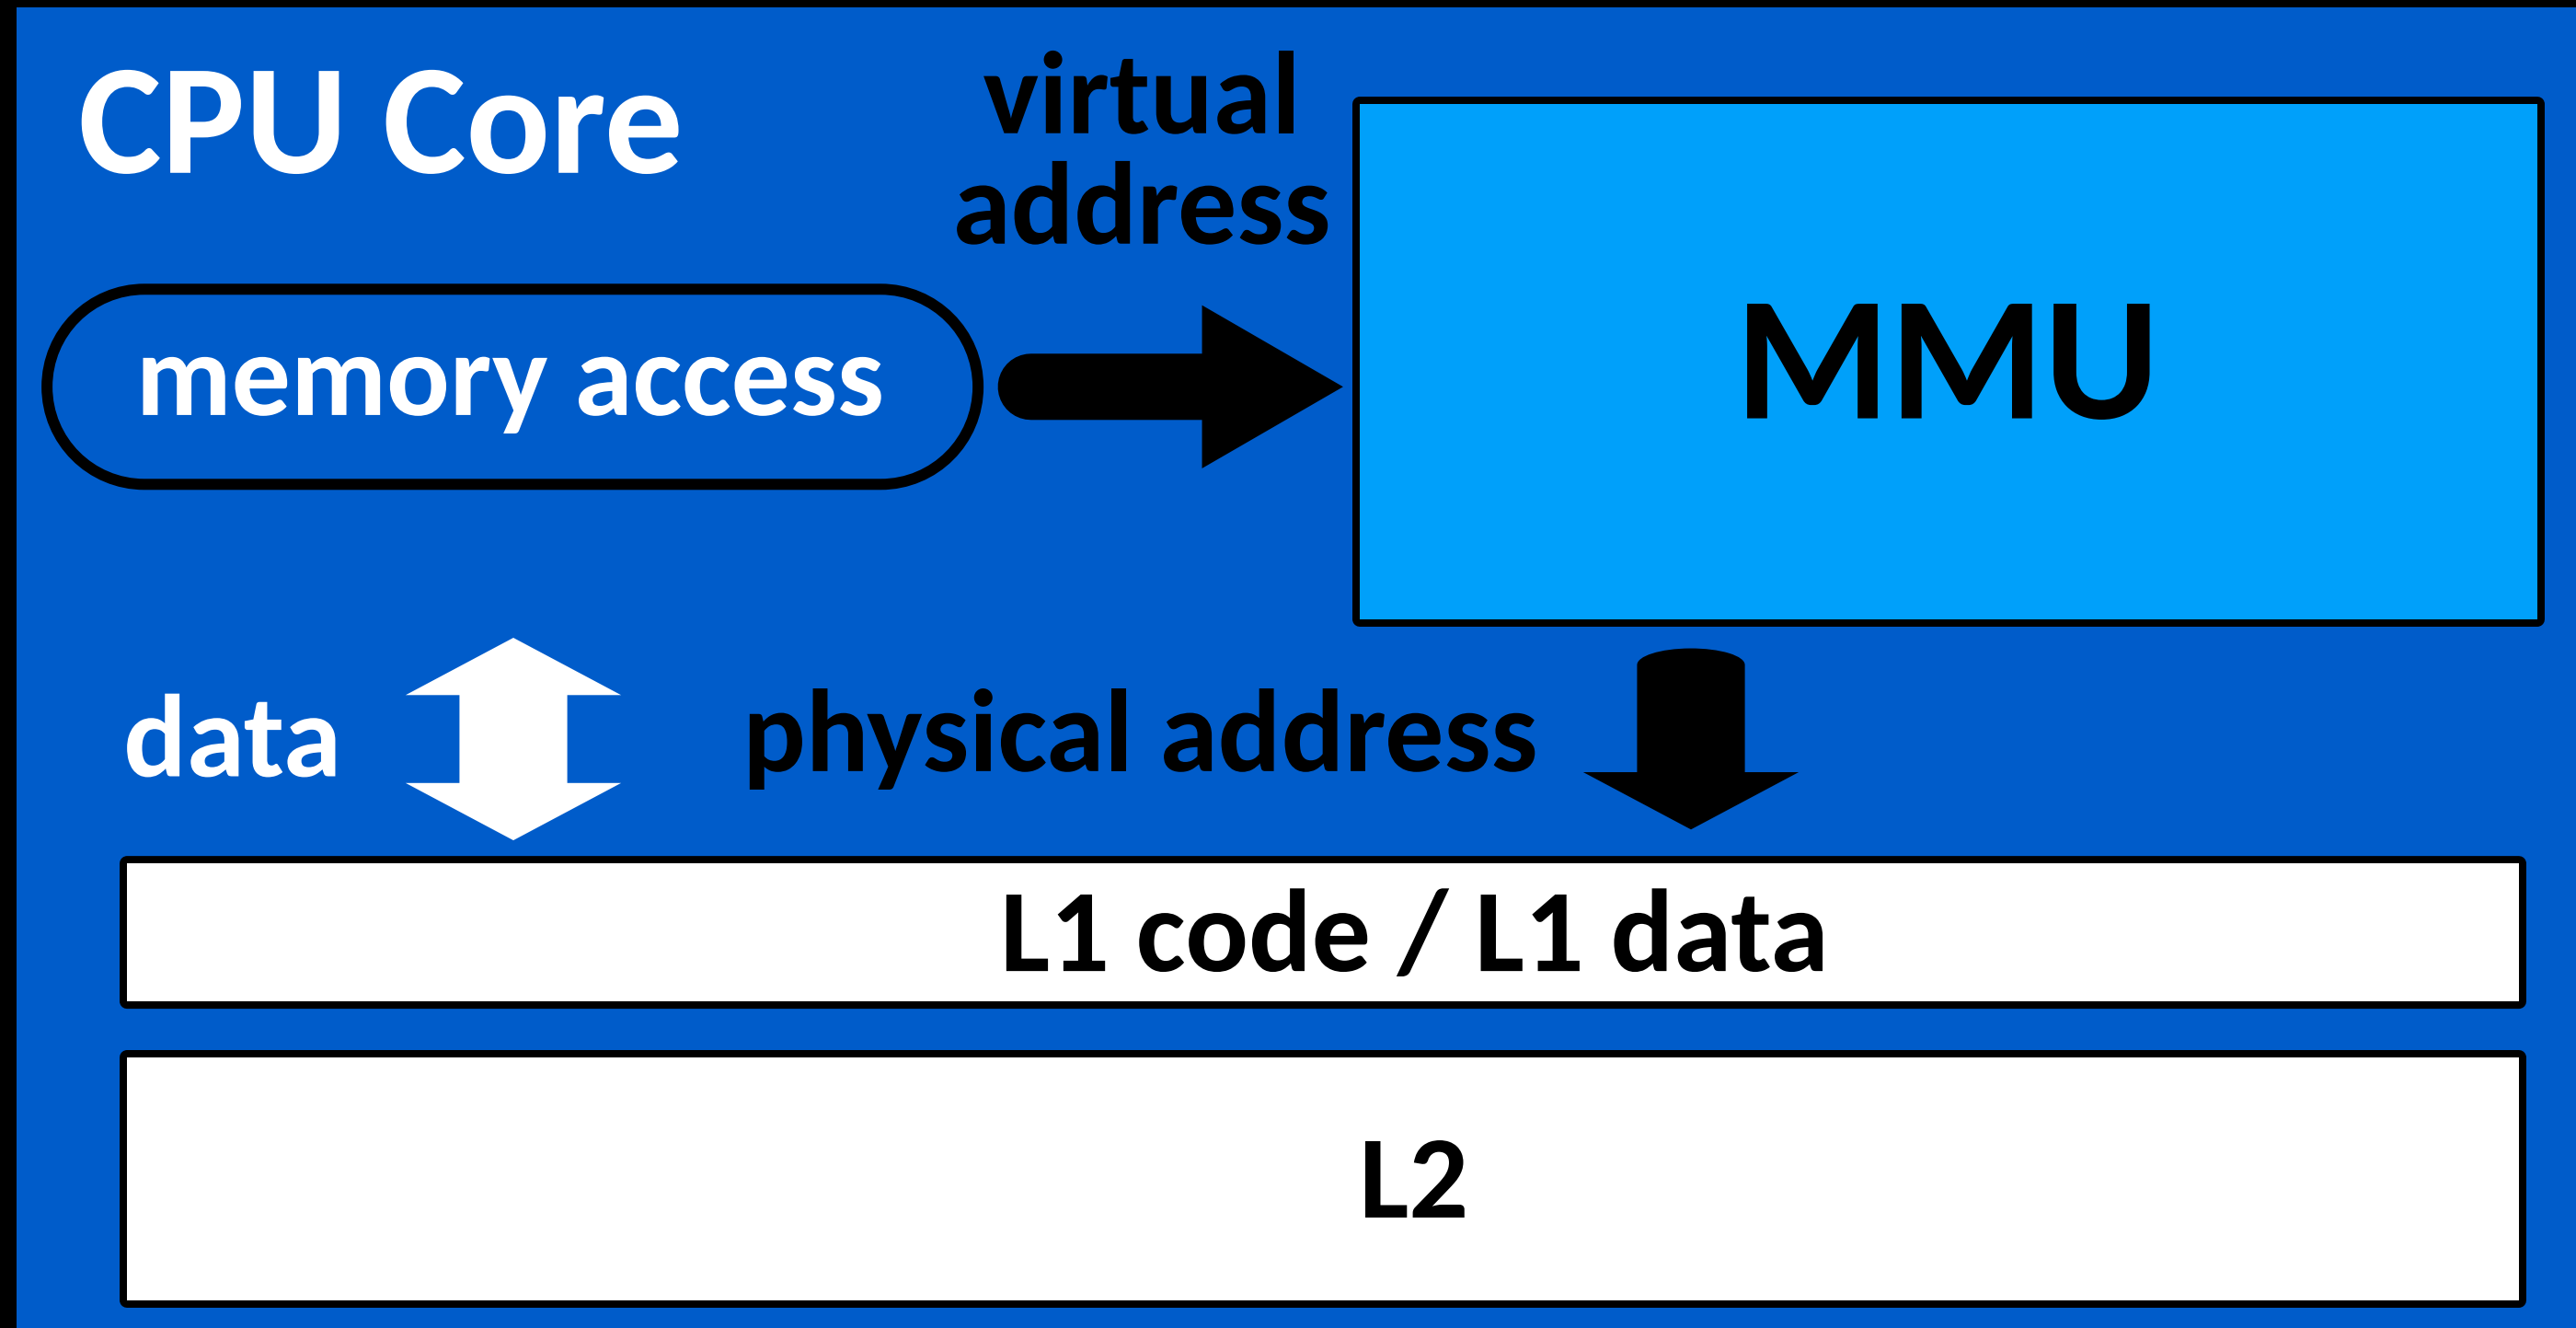 CPU Core
virtual
address
memory access
MMU
data
physical address
L1 code / L1 data
L2